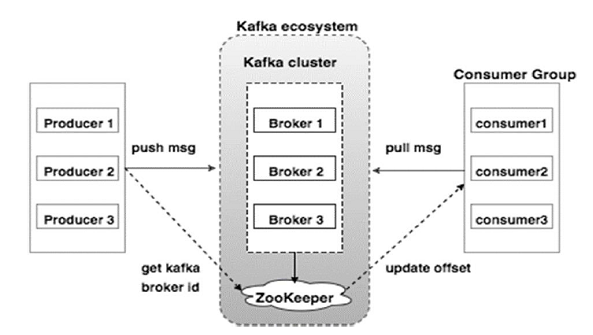 Kafka ecosystem
Kafka cluster
Consumer Group
Producer 1
Producer 2
Producer 3
push msg
Broker 1
Broker 2
Broker 3
pull msg
consumer1
consumer2
consumer3
get kafka
broker id
ZooKeeper
update offset